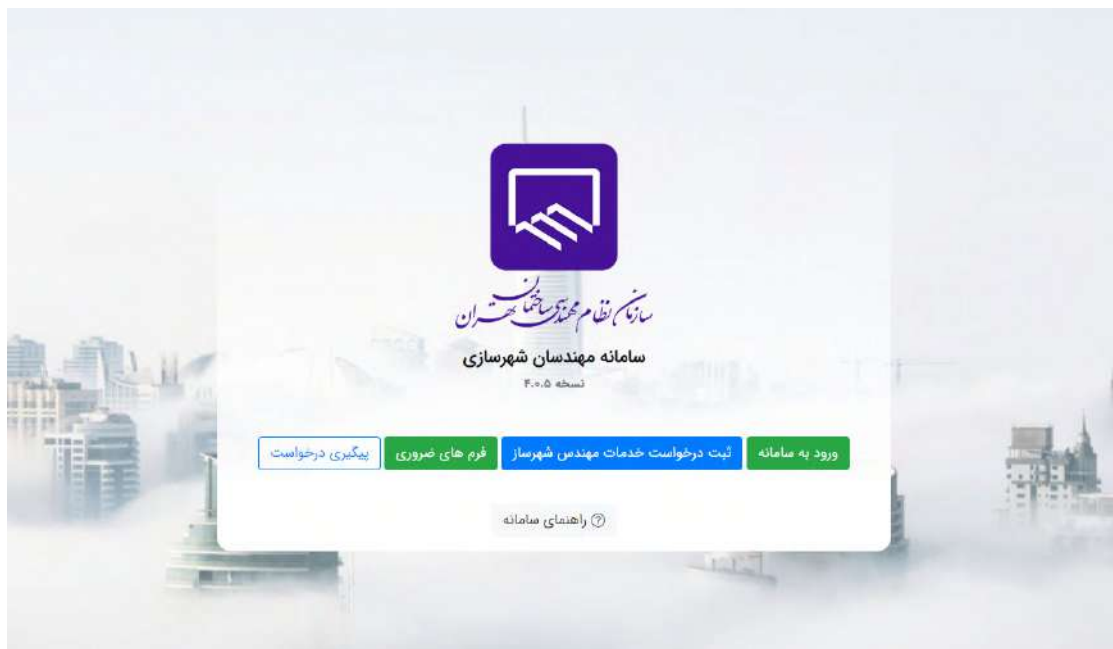 سازمان نظام مهندسی ساختمان تهران
سامانه مهندسان شهرسازی
نسخه ۴.۰.۵
ورود به سامانه
ثبت درخواست خدمات مهندس شهرساز
فرم های ضروری
پیگیری درخواست
راهنمای سامانه